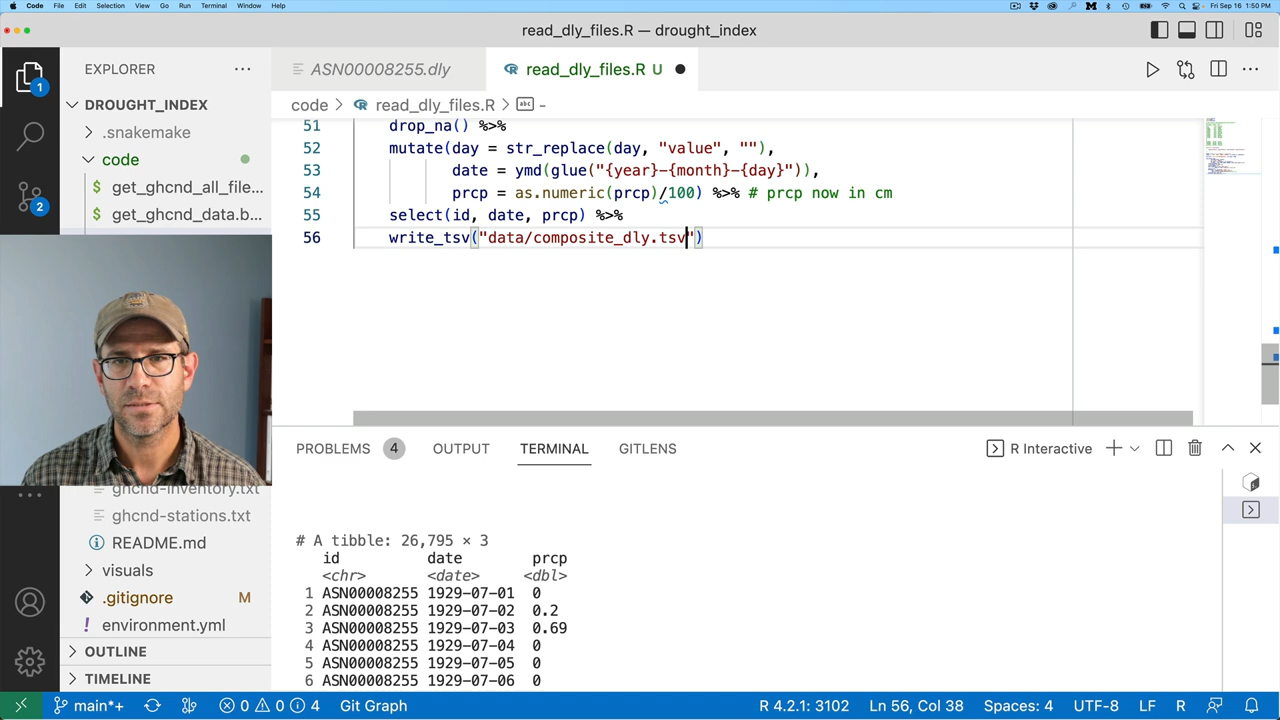 Code File Edit Selection View Go Run Terminal Window Help Fri Sep 16 1:50 PM
read_dly_files.R — drought_index
EXPLORER
ASN00008255.dly
read_dly_files.R U
DROUGHT_INDEX
code > read_dly_files.R > -
.snakemake
code
get_ghcnd_all_file...
get_ghcnd_data.b...
51 drop_na() %>%
52 mutate(day = str_replace(day, "value", ""),
53 date = ymd(glue("{year}-{month}-{day}")),
54 prcp = as.numeric(prcp)/100) %>% # prcp now in cm
55 select(id, date, prcp) %>%
56 write_tsv("data/composite_dly.tsv")
1
2
ghcnd-inventory.txt
ghcnd-stations.txt
README.md
visuals
.gitignore M
environment.yml
OUTLINE
TIMELINE
PROBLEMS 4 OUTPUT TERMINAL GITLENS
R Interactive
# A tibble: 26,795 × 3
id date prcp
<chr> <date> <dbl>
1 ASN00008255 1929-07-01 0
2 ASN00008255 1929-07-02 0.2
3 ASN00008255 1929-07-03 0.69
4 ASN00008255 1929-07-04 0
5 ASN00008255 1929-07-05 0
6 ASN00008255 1929-07-06 0
main*+ 0 0 4 Git Graph R 4.2.1: 3102 Ln 56, Col 38 Spaces: 4 UTF-8 LF R